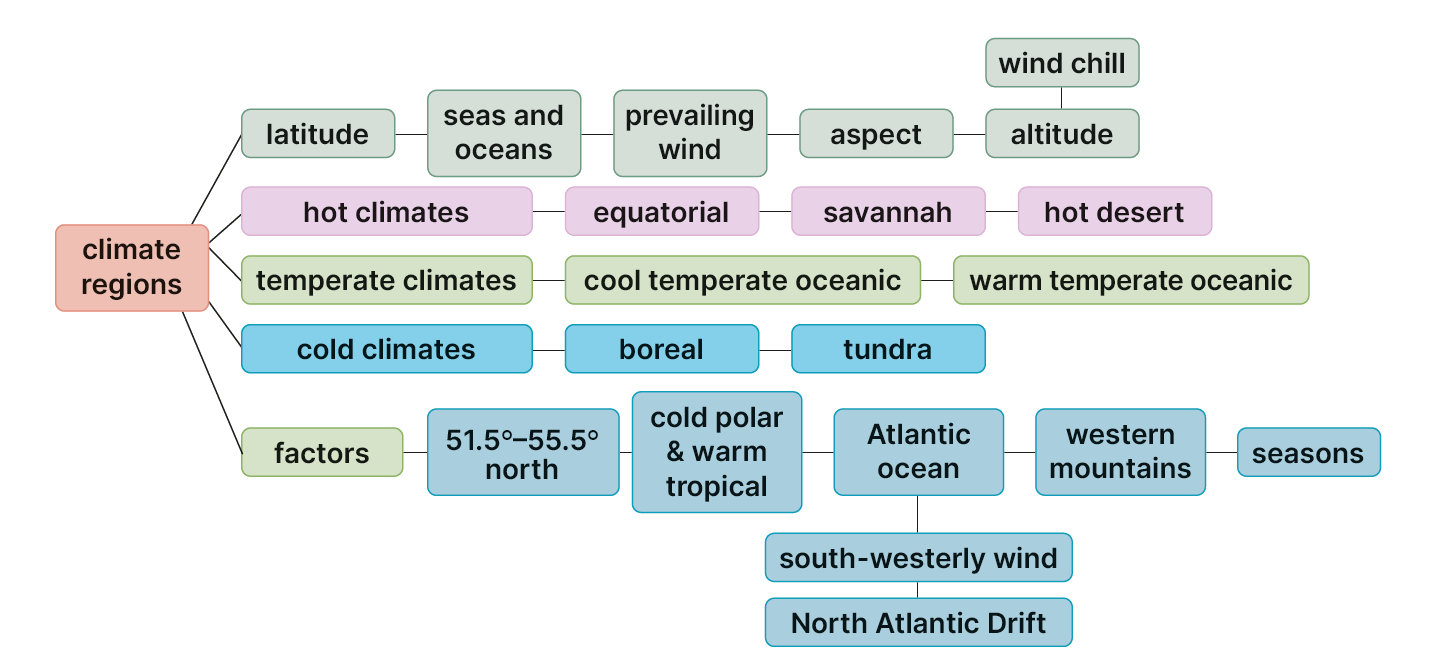 wind chill
latitude
seas and
oceans
prevailing
wind
aspect
altitude
hot climates
equatorial
savannah
hot desert
climate
regions
temperate climates
cool temperate oceanic
warm temperate oceanic
cold climates
boreal
tundra
factors
51.5°–55.5°
north
cold polar
& warm
tropical
Atlantic
ocean
western
mountains
seasons
south-westerly wind
North Atlantic Drift